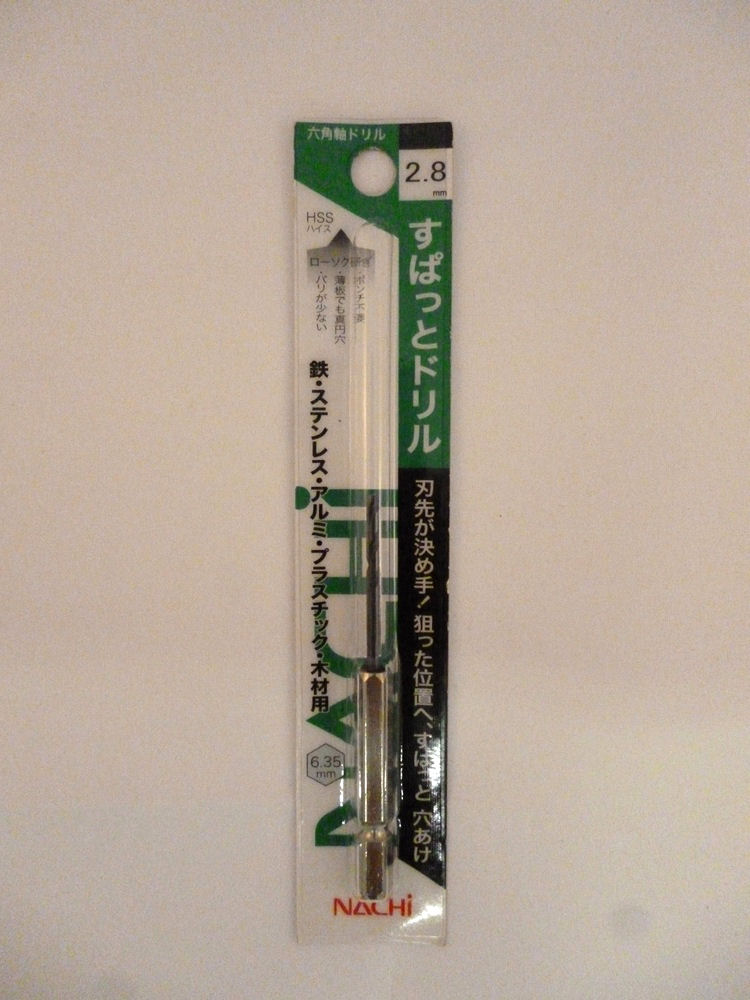 六角軸ドリル
2.8
mm
すぱっとドリル
HSS
ハイス
ローソク研磨
・ポンチ不要
・薄板でも真円穴
・バリが少ない
鉄・ステンレス・アルミ・プラスチック・木材用
刃先が決め手!狙った位置へ、すぱっと 穴あけ
6.35
mm
NACHi
NACHi